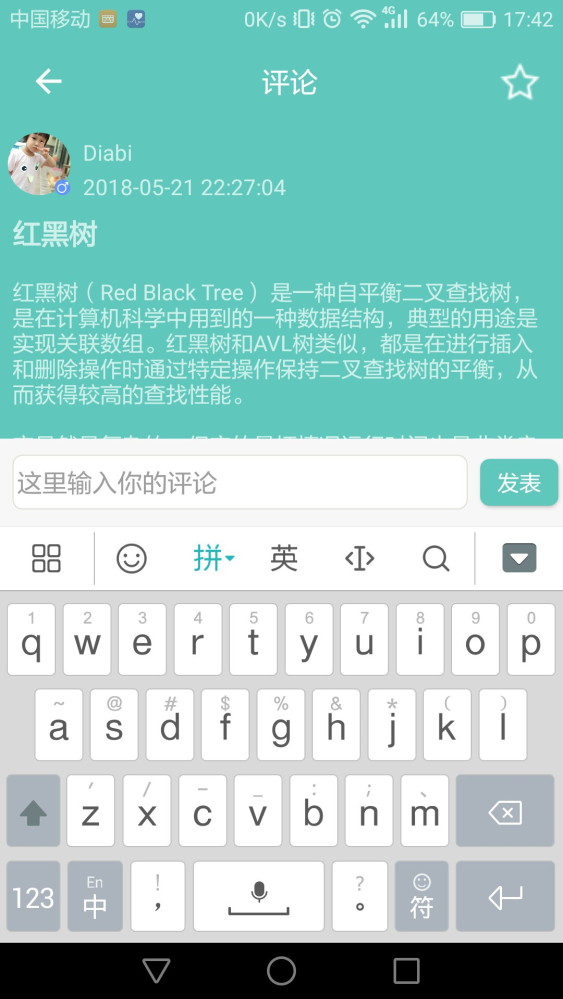 中国移动 0K/s 4G 64% 17:42
评论
Diabi
2018-05-21 22:27:04
红黑树
红黑树（Red Black Tree ）是一种自平衡二叉查找树，
是在计算机科学中用到的一种数据结构，典型的用途是
实现关联数组。红黑树和AVL树类似，都是在进行插入
和删除操作时通过特定操作保持二叉查找树的平衡，从
而获得较高的查找性能。
这里输入你的评论 发表
拼 英
1 2 3 4 5 6 7 8 9 0
q w e r t y u i o p
~ @ # $ % & * ( )
a s d f g h j k l
' / - _ : ; 、
z x c v b n m
En ! ?
123 中 ， 。 符